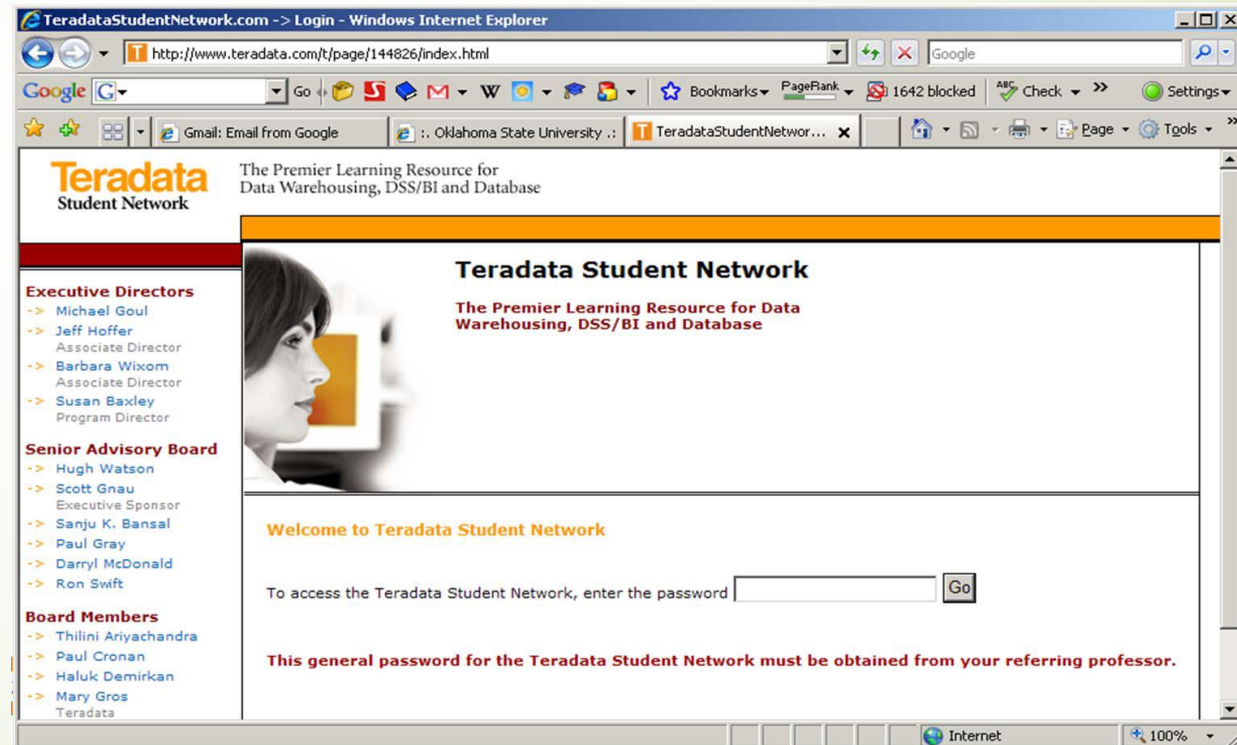 TeradataStudentNetwork.com -> Login - Windows Internet Explorer
http://www.teradata.com/t/page/144826/index.html
Google
Google G
Go
Bookmarks
PageRank
1642 blocked
ABC
Check
Settings
Gmail: Email from Google
:. Oklahoma State University .:
TeradataStudentNetwor...
Page
Tools
Teradata
Student Network
The Premier Learning Resource for
Data Warehousing, DSS/BI and Database
Executive Directors
-> Michael Goul
-> Jeff Hoffer
Associate Director
-> Barbara Wixom
Associate Director
-> Susan Baxley
Program Director
Senior Advisory Board
-> Hugh Watson
-> Scott Gnau
Executive Sponsor
-> Sanju K. Bansal
-> Paul Gray
-> Darryl McDonald
-> Ron Swift
Board Members
-> Thilini Ariyachandra
-> Paul Cronan
-> Haluk Demirkan
-> Mary Gros
Teradata
Teradata Student Network
The Premier Learning Resource for Data
Warehousing, DSS/BI and Database
Welcome to Teradata Student Network
To access the Teradata Student Network, enter the password
Go
This general password for the Teradata Student Network must be obtained from your referring professor.
Internet
100%